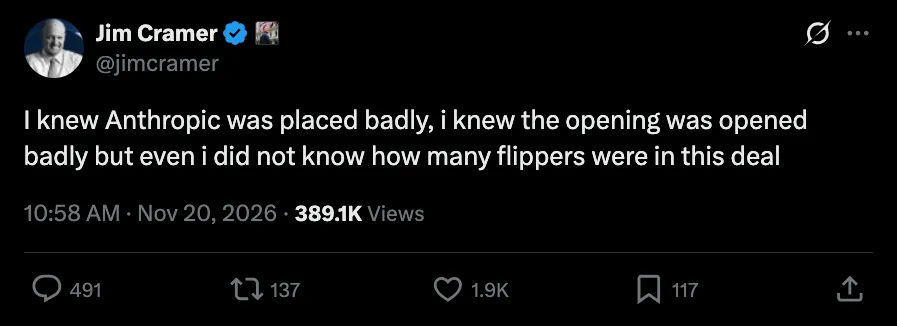 Jim Cramer
@jimcramer
I knew Anthropic was placed badly, i knew the opening was opened
badly but even i did not know how many flippers were in this deal
10:58 AM · Nov 20, 2026 · 389.1K Views
491 137 1.9K 117